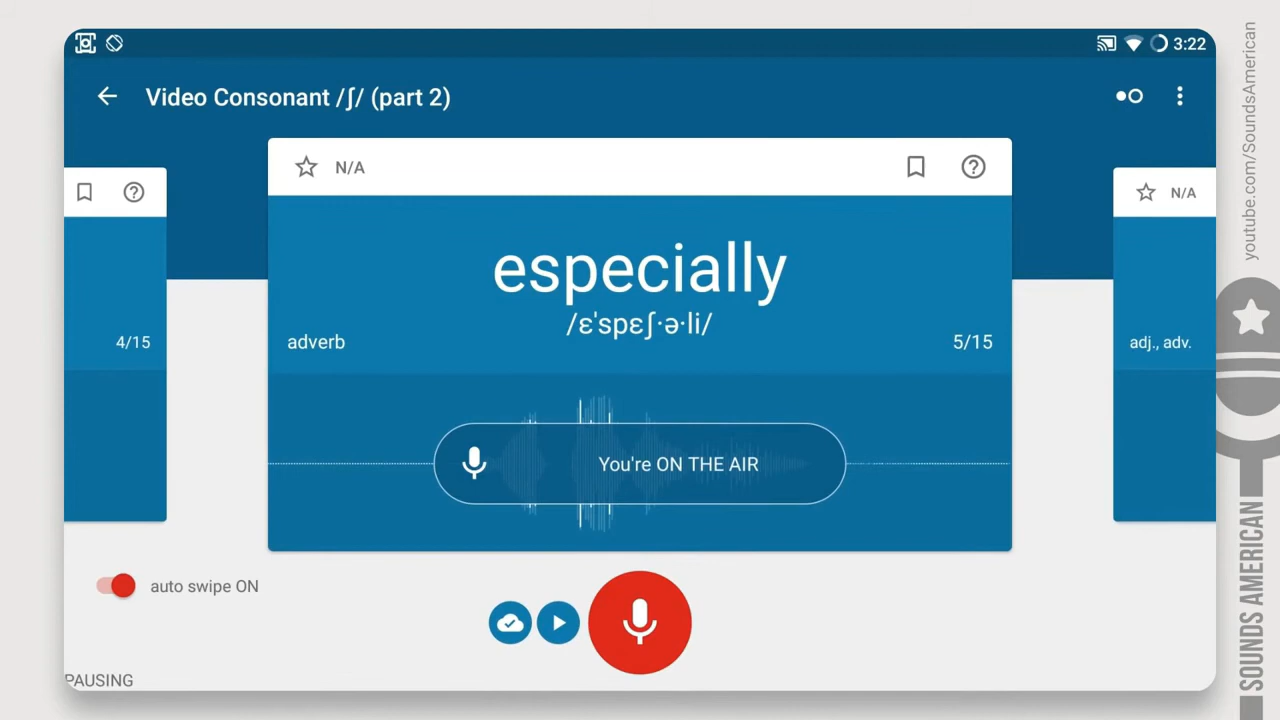 3:22
Video Consonant /ʃ/ (part 2)
N/A
N/A
especially
/ɛˈspɛʃ·ə·li/
4/15
adverb
5/15
adj., adv.
You're ON THE AIR
auto swipe ON
PAUSING
youtube.com/SoundsAmerican
SOUNDS AMERICAN